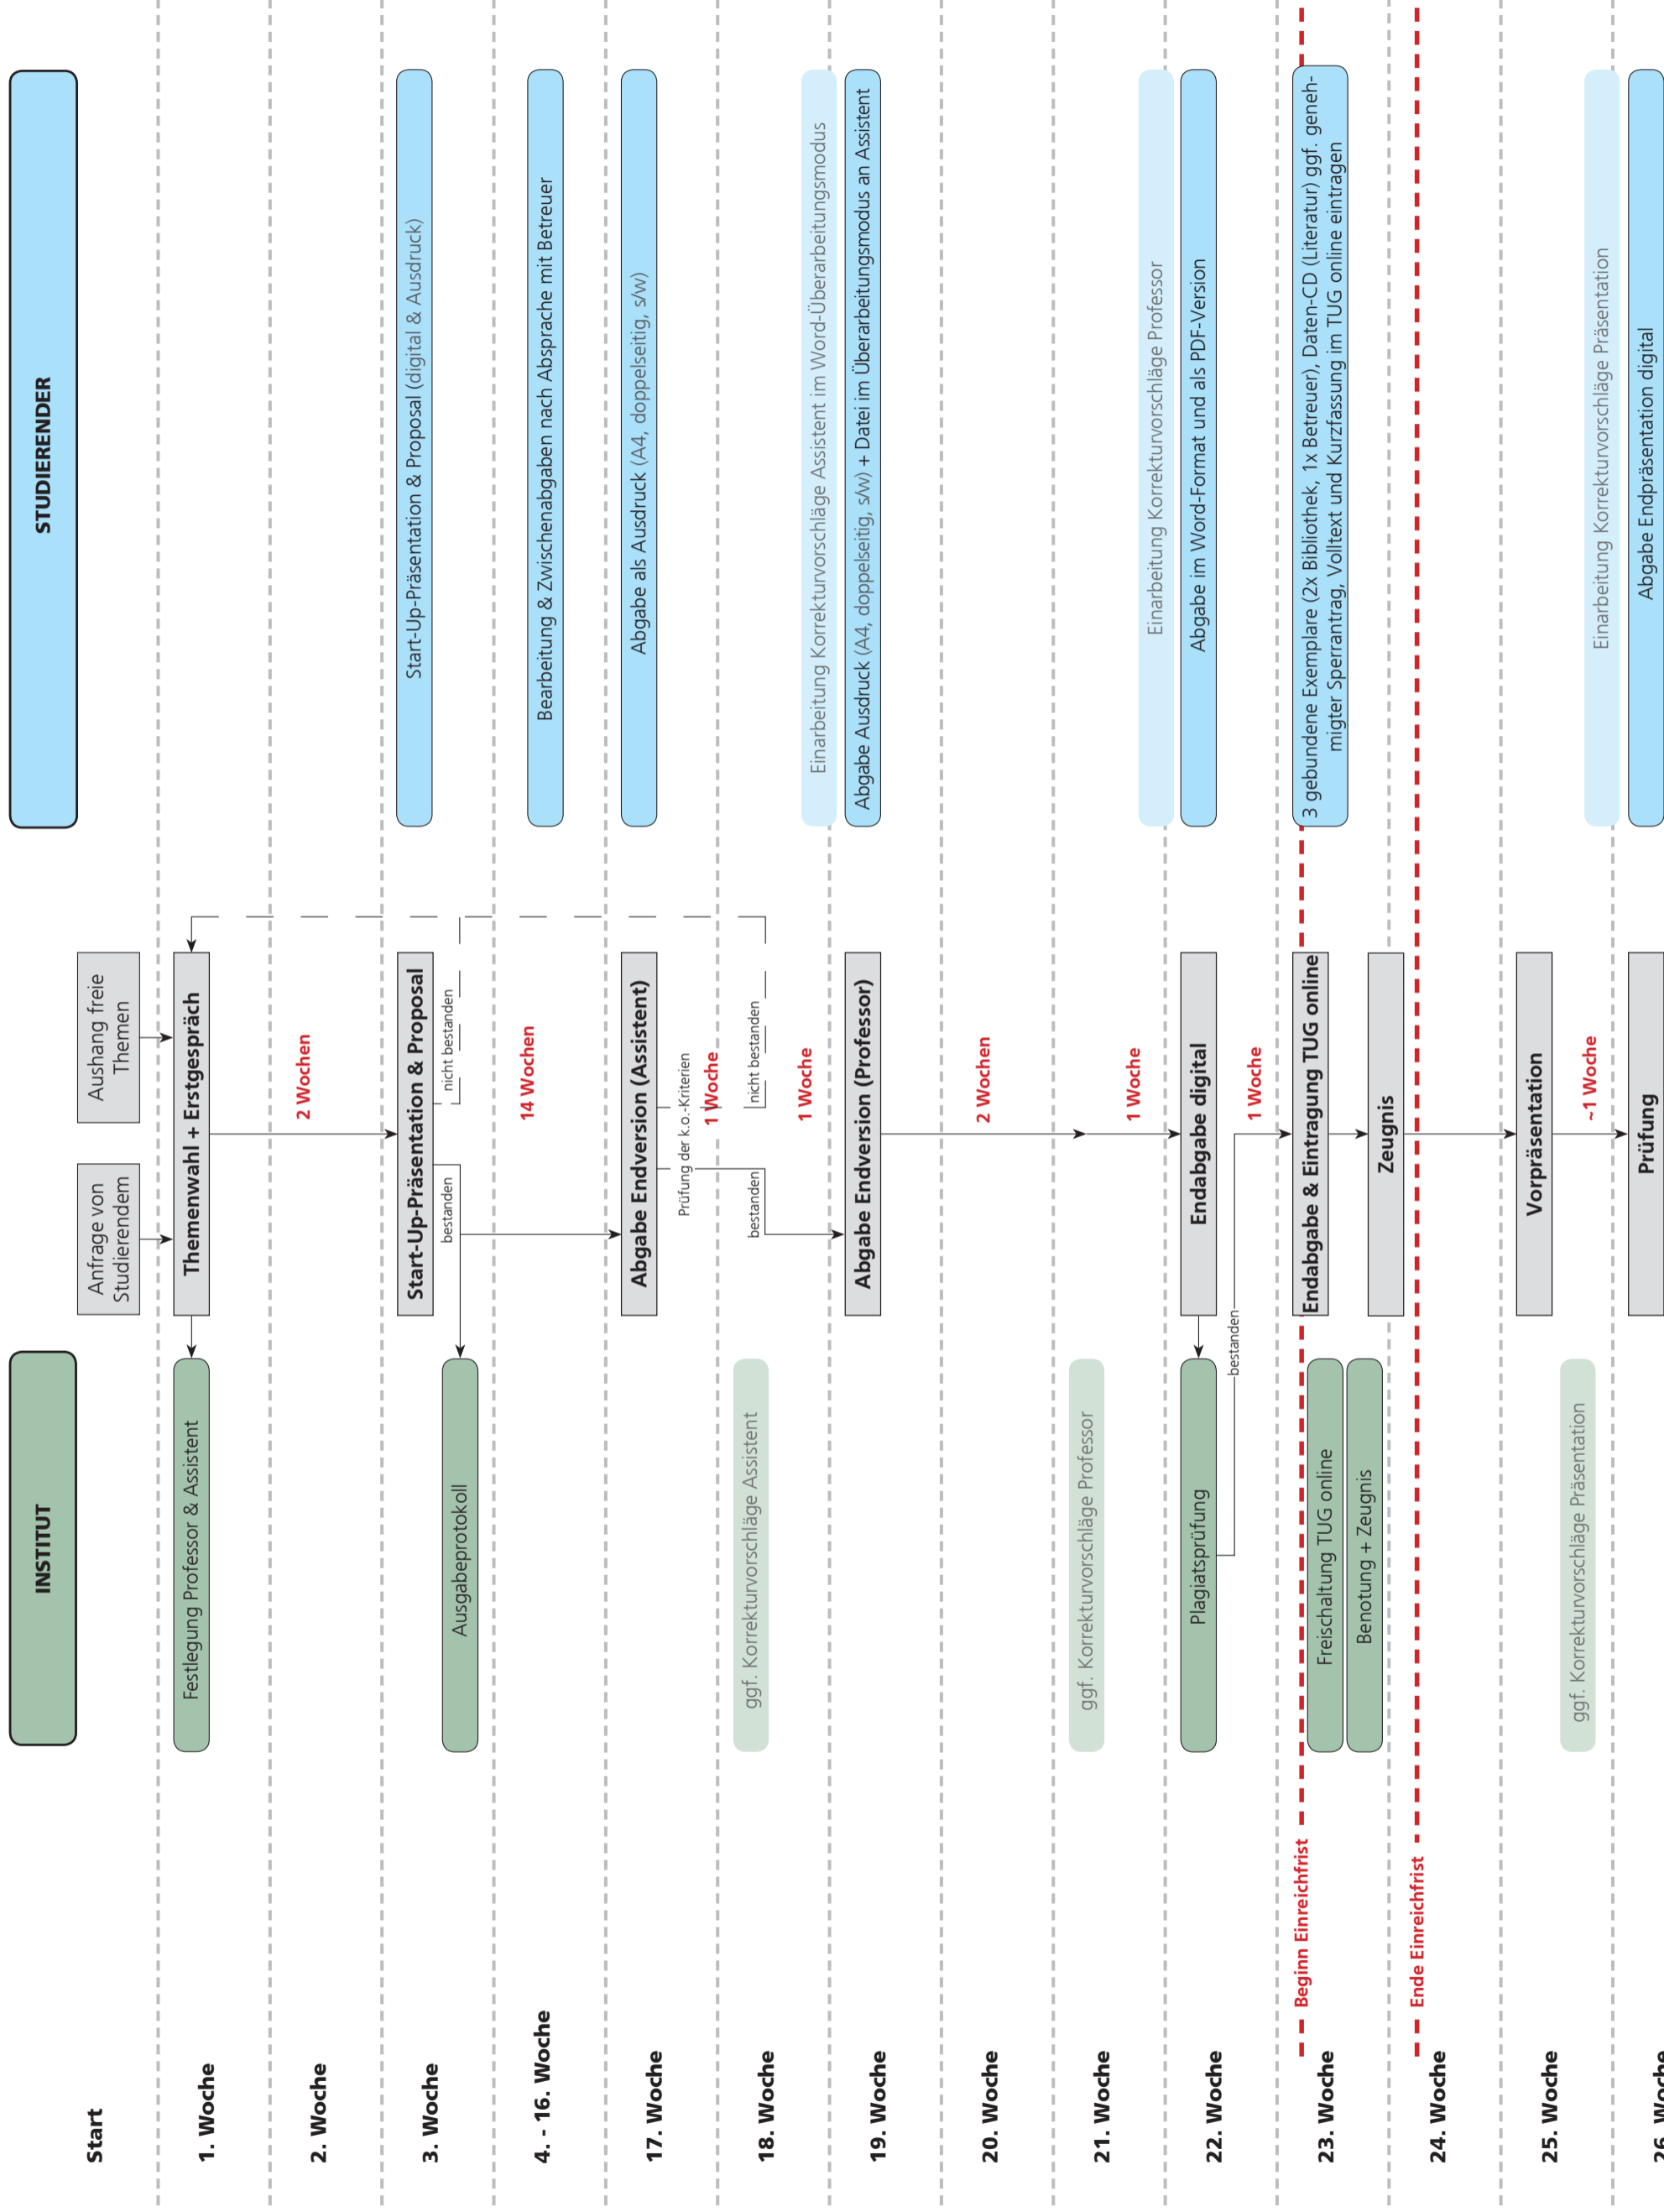 INSTITUT
STUDIERENDER
Start
Anfrage von
Studierendem
Aushang freie
Themen
1. Woche
Festlegung Professor & Assistent
Themenwahl + Erstgespräch
2. Woche
2 Wochen
3. Woche
Start-Up-Präsentation & Proposal
Start-Up-Präsentation & Proposal (digital & Ausdruck)
bestanden
nicht bestanden
Ausgabeprotokoll
4. - 16. Woche
14 Wochen
Bearbeitung & Zwischenabgaben nach Absprache mit Betreuer
17. Woche
Abgabe Endversion (Assistent)
Abgabe als Ausdruck (A4, doppelseitig, s/w)
Prüfung der k.o.-Kriterien
1 Woche
18. Woche
ggf. Korrekturvorschläge Assistent
bestanden
nicht bestanden
1 Woche
Einarbeitung Korrekturvorschläge Assistent im Word-Überarbeitungsmodus
19. Woche
Abgabe Endversion (Professor)
Abgabe Ausdruck (A4, doppelseitig, s/w) + Datei im Überarbeitungsmodus an Assistent
20. Woche
2 Wochen
21. Woche
ggf. Korrekturvorschläge Professor
1 Woche
Einarbeitung Korrekturvorschläge Professor
22. Woche
Plagiatsprüfung
Endabgabe digital
Abgabe im Word-Format und als PDF-Version
bestanden
1 Woche
Beginn Einreichfrist
23. Woche
Freischaltung TUG online
Endabgabe & Eintragung TUG online
3 gebundene Exemplare (2x Bibliothek, 1x Betreuer), Daten-CD (Literatur) ggf. geneh-
migter Sperrantrag, Volltext und Kurzfassung im TUG online eintragen
Benotung + Zeugnis
Zeugnis
Ende Einreichfrist
24. Woche
25. Woche
Vorpräsentation
ggf. Korrekturvorschläge Präsentation
~1 Woche
Einarbeitung Korrekturvorschläge Präsentation
26. Woche
Prüfung
Abgabe Endpräsentation digital